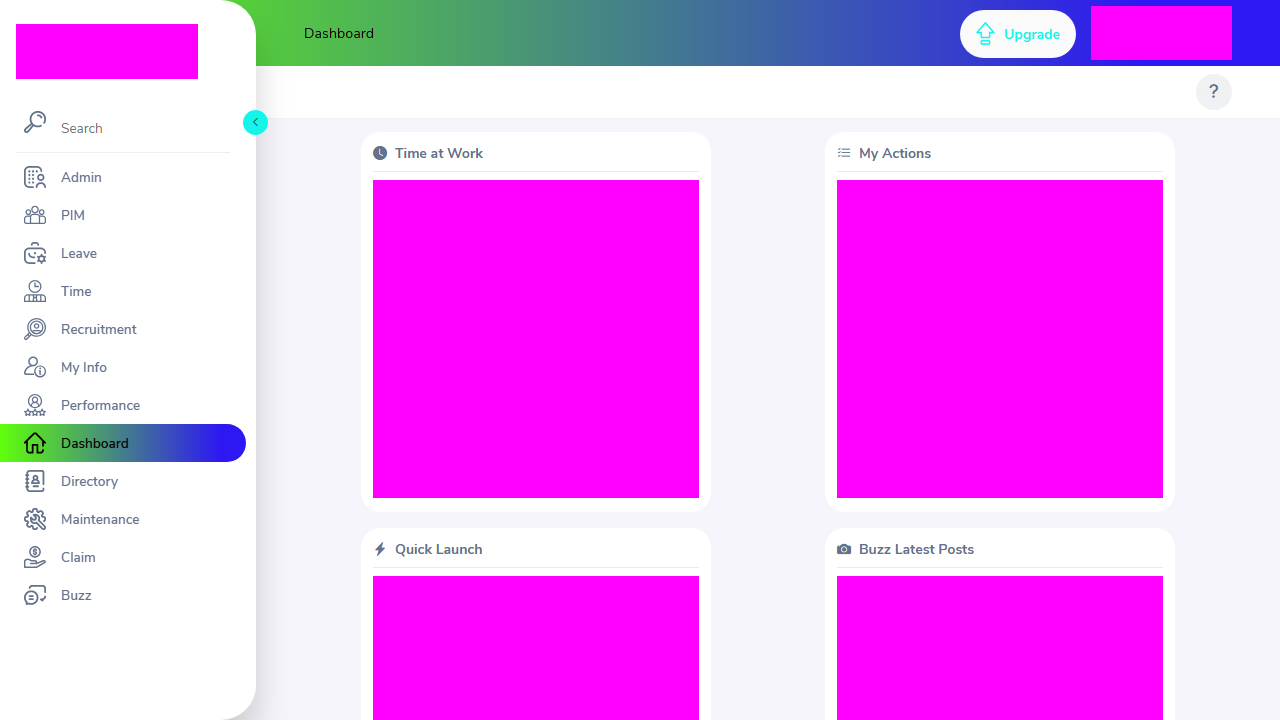 Dashboard
Upgrade
?
Search
Admin
PIM
Leave
Time
Recruitment
My Info
Performance
Dashboard
Directory
Maintenance
Claim
Buzz
Time at Work
My Actions
Quick Launch
Buzz Latest Posts